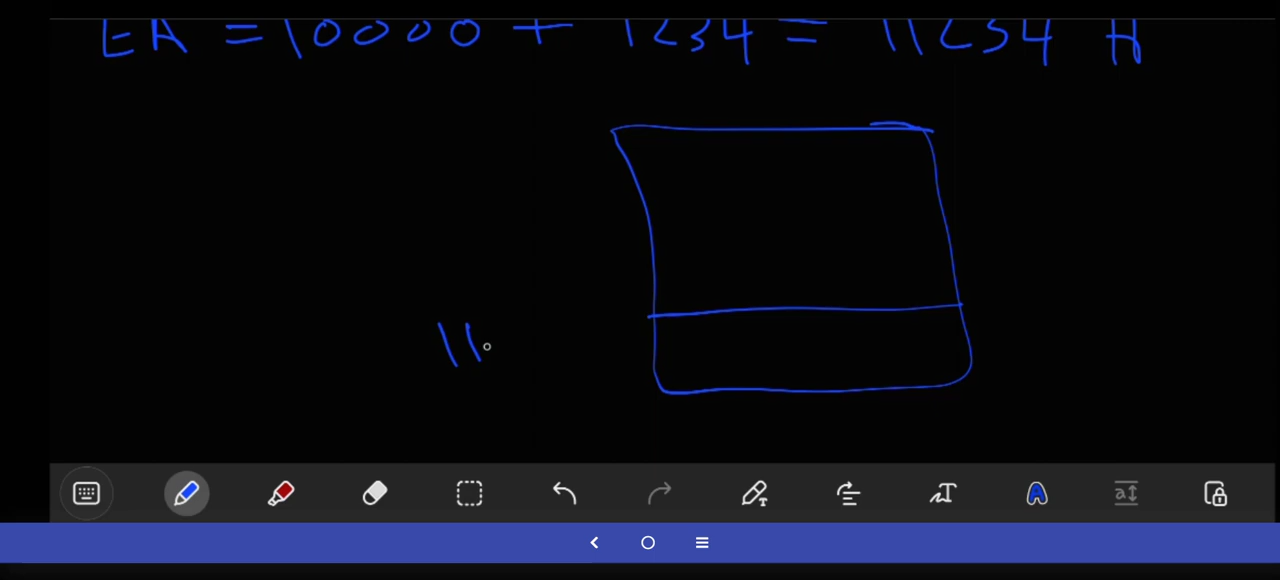 EA = 10000 + 1234 = 11234 H
11